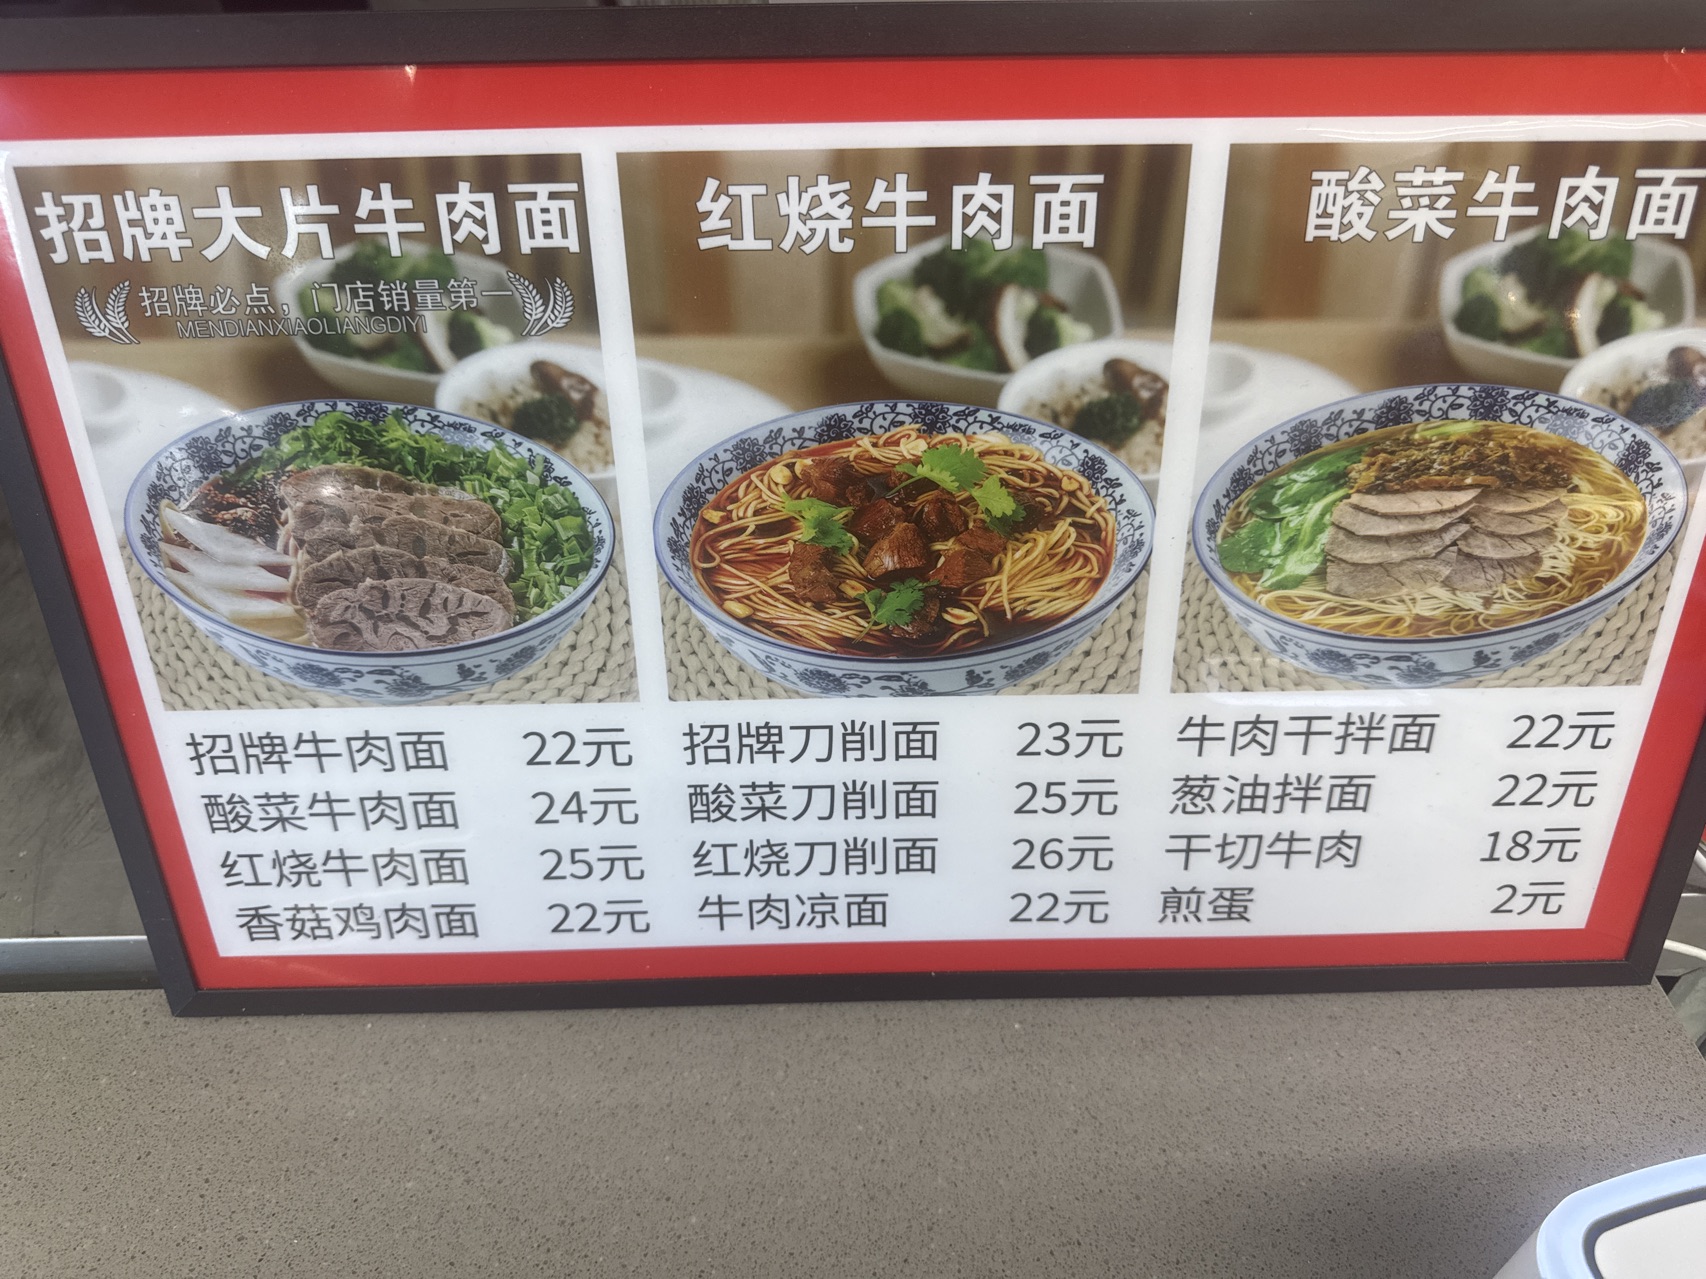 招牌大片牛肉面
招牌必点，门店销量第一
MENDIANXIAOLIANGDIYI
红烧牛肉面
酸菜牛肉面
招牌牛肉面 22元
酸菜牛肉面 24元
红烧牛肉面 25元
香菇鸡肉面 22元
招牌刀削面 23元
酸菜刀削面 25元
红烧刀削面 26元
牛肉凉面 22元
牛肉干拌面 22元
葱油拌面 22元
干切牛肉 18元
煎蛋 2元